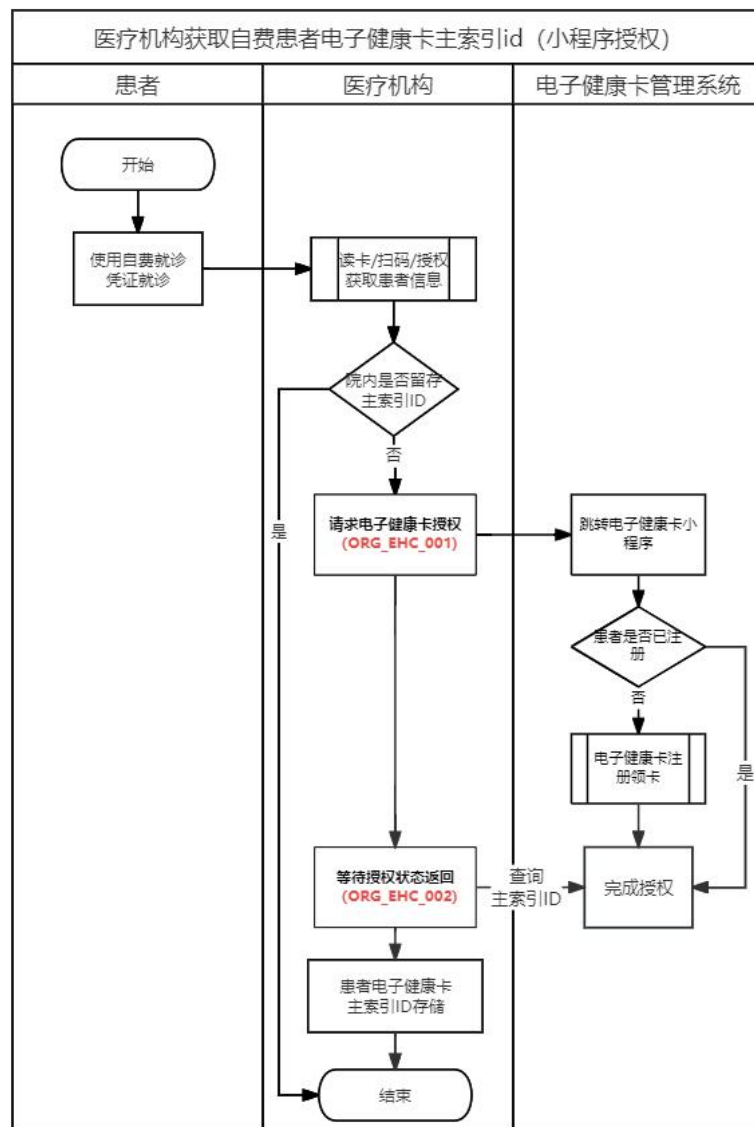 医疗机构获取自费患者电子健康卡主索引id（小程序授权）
患者
医疗机构
电子健康卡管理系统
开始
使用自费就诊
凭证就诊
读卡/扫码/授权
获取患者信息
院内是否留存
主索引ID
否
是
请求电子健康卡授权
（ORG_EHC_001）
跳转电子健康卡小
程序
患者是否已注
册
否
电子健康卡注
册领卡
是
等待授权状态返回
（ORG_EHC_002）
查询
主索引ID
完成授权
患者电子健康卡
主索引ID存储
结束